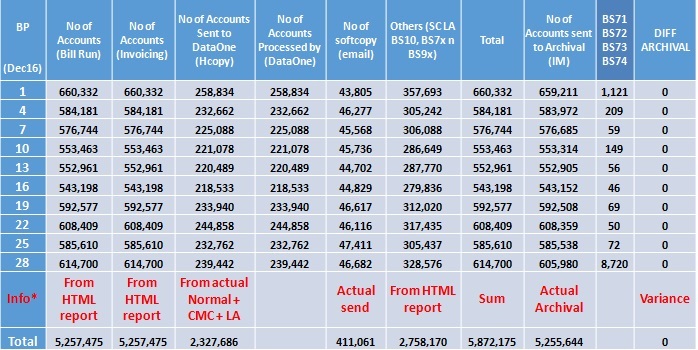 BP (Dec16) | No of Accounts (Bill Run) | No of Accounts (Invoicing) | No of Accounts Sent to DataOne (Hcopy) | No of Accounts Processed by (DataOne) | No of softcopy (email) | Others (SC LA BS10, BS7x n BS9x) | Total | No of Accounts sent to Archival (IM) | BS71 BS72 BS73 BS74 | DIFF ARCHIVAL
1 | 660,332 | 660,332 | 258,834 | 258,834 | 43,805 | 357,693 | 660,332 | 659,211 | 1,121 | 0
4 | 584,181 | 584,181 | 232,662 | 232,662 | 46,277 | 305,242 | 584,181 | 583,972 | 209 | 0
7 | 576,744 | 576,744 | 225,088 | 225,088 | 45,568 | 306,088 | 576,744 | 576,685 | 59 | 0
10 | 553,463 | 553,463 | 221,078 | 221,078 | 45,736 | 286,649 | 553,463 | 553,314 | 149 | 0
13 | 552,961 | 552,961 | 220,489 | 220,489 | 44,702 | 287,770 | 552,961 | 552,905 | 56 | 0
16 | 543,198 | 543,198 | 218,533 | 218,533 | 44,829 | 279,836 | 543,198 | 543,152 | 46 | 0
19 | 592,577 | 592,577 | 233,940 | 233,940 | 46,617 | 312,020 | 592,577 | 592,508 | 69 | 0
22 | 608,409 | 608,409 | 244,858 | 244,858 | 46,116 | 317,435 | 608,409 | 608,359 | 50 | 0
25 | 585,610 | 585,610 | 232,762 | 232,762 | 47,411 | 305,437 | 585,610 | 585,538 | 72 | 0
28 | 614,700 | 614,700 | 239,442 | 239,442 | 46,682 | 328,576 | 614,700 | 605,980 | 8,720 | 0
Info* | From HTML report | From HTML report | From actual Normal + CMC + LA | | Actual send | From HTML report | Sum | Actual Archival | | Variance
Total | 5,257,475 | 5,257,475 | 2,327,686 | | 411,061 | 2,758,170 | 5,872,175 | 5,255,644 | | 0